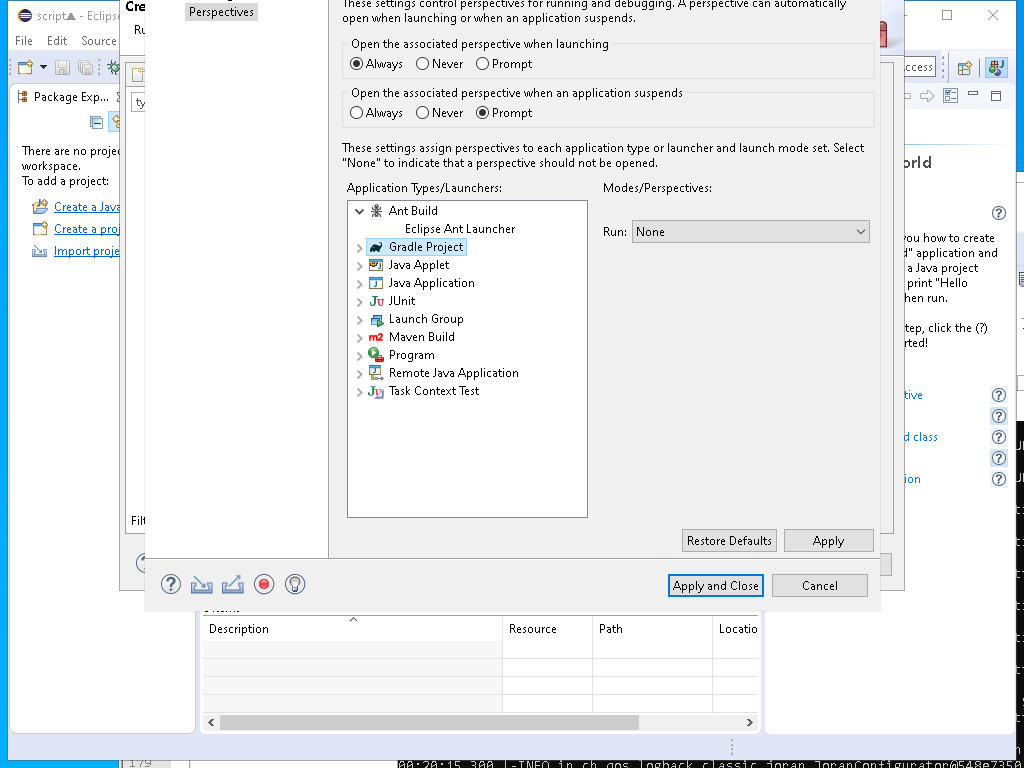 script - Eclips
File Edit Source
Package Exp...
There are no proje
workspace.
To add a project:
Create a Java
Create a proj
Import proje
Cre
Ru
ty
Filt
Perspectives
These settings control perspectives for running and debugging. A perspective can automatically
open when launching or when an application suspends.
Open the associated perspective when launching
Always Never Prompt
Open the associated perspective when an application suspends
Always Never Prompt
These settings assign perspectives to each application type or launcher and launch mode set. Select
"None" to indicate that a perspective should not be opened.
Application Types/Launchers:
Modes/Perspectives:
Ant Build
Eclipse Ant Launcher
Gradle Project
Java Applet
Java Application
JUnit
Launch Group
Maven Build
Program
Remote Java Application
Task Context Test
Run: None
Restore Defaults Apply
Apply and Close Cancel
ccess
orld
you how to create
d" application and
a Java project
print "Hello
hen run.
tep, click the (?)
rted!
tive
d class
ion
Description Resource Path Locatio
179
00:20:15,300 |-INFO in ch.qos.logback.classic.joran.JoranConfigurator@548e7350